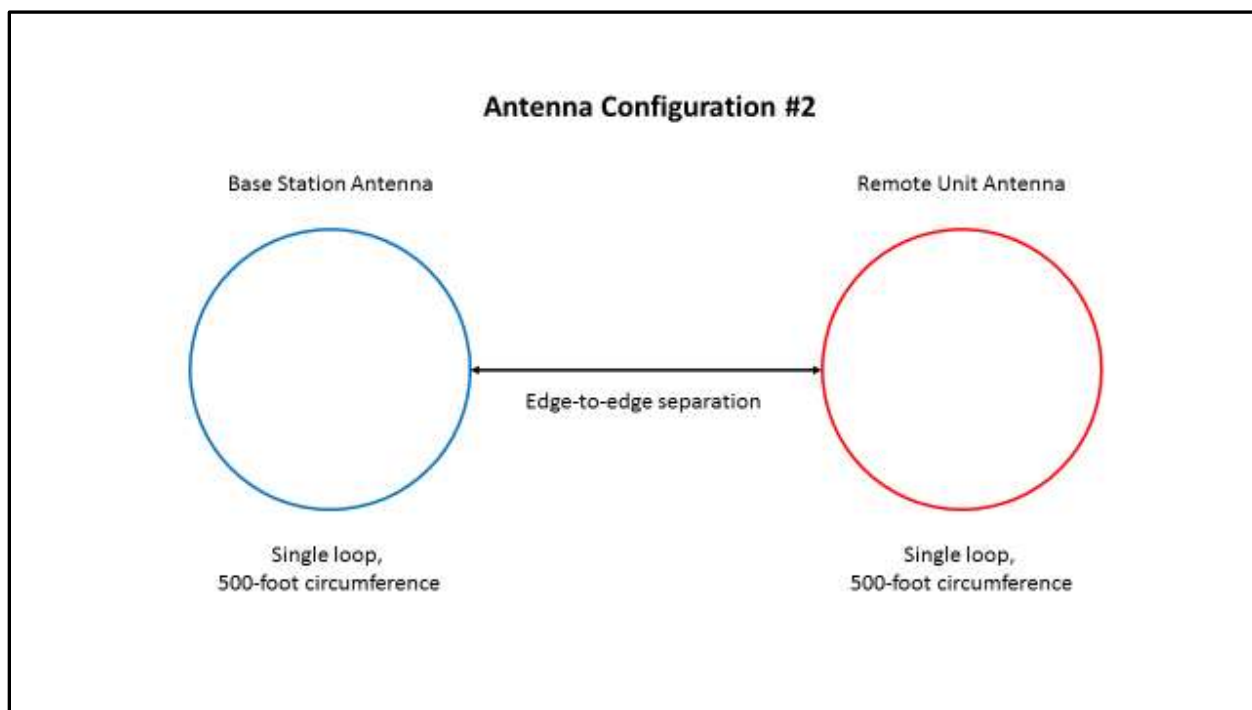 Antenna Configuration #2
Base Station Antenna
Remote Unit Antenna
Edge-to-edge separation
Single loop,
500-foot circumference
Single loop,
500-foot circumference